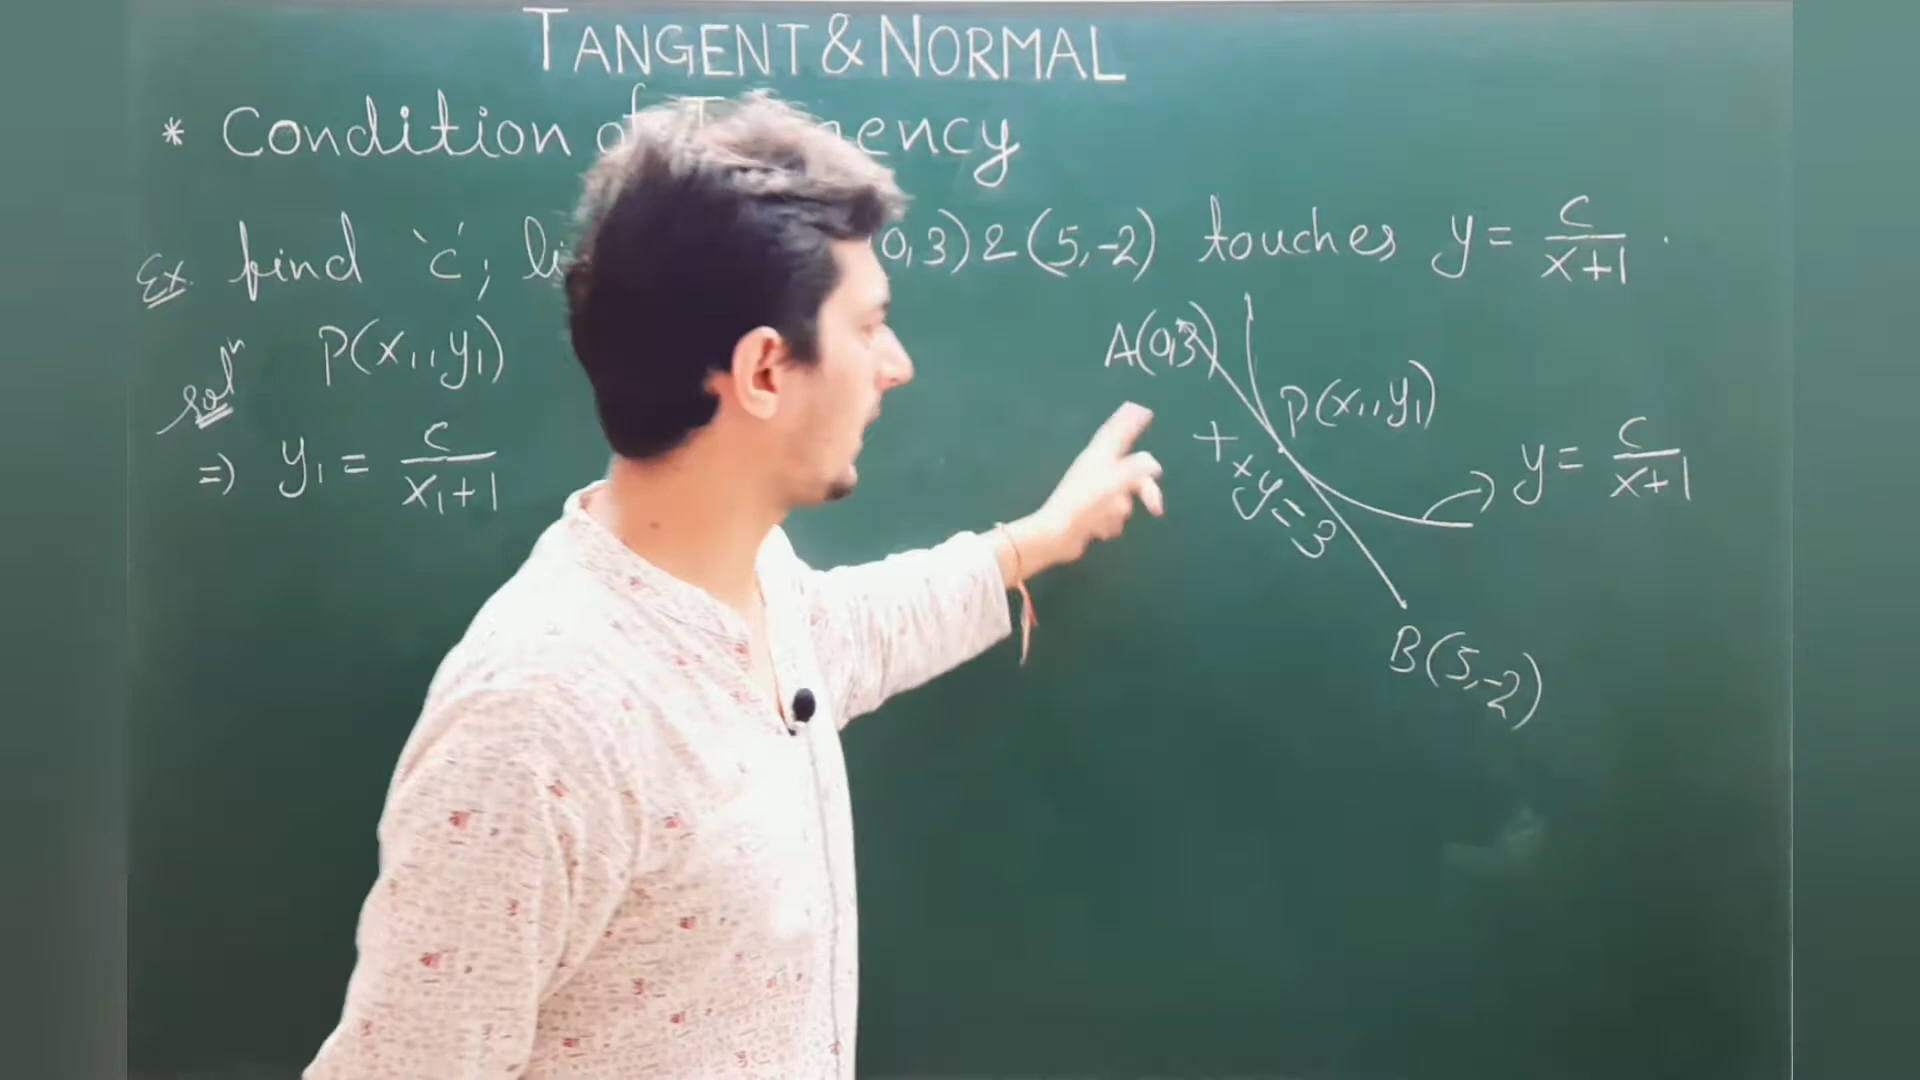 TANGENT & NORMAL
* Condition of
Ex. find 'c', (0,3) & (5,-2) touches y = c/(x+1).
solⁿ P(x₁,y₁)
=> y₁ = c/(x₁+1)
A(0,3)
P(x₁,y₁)
x+y=3
y = c/(x+1)
B(5,-2)